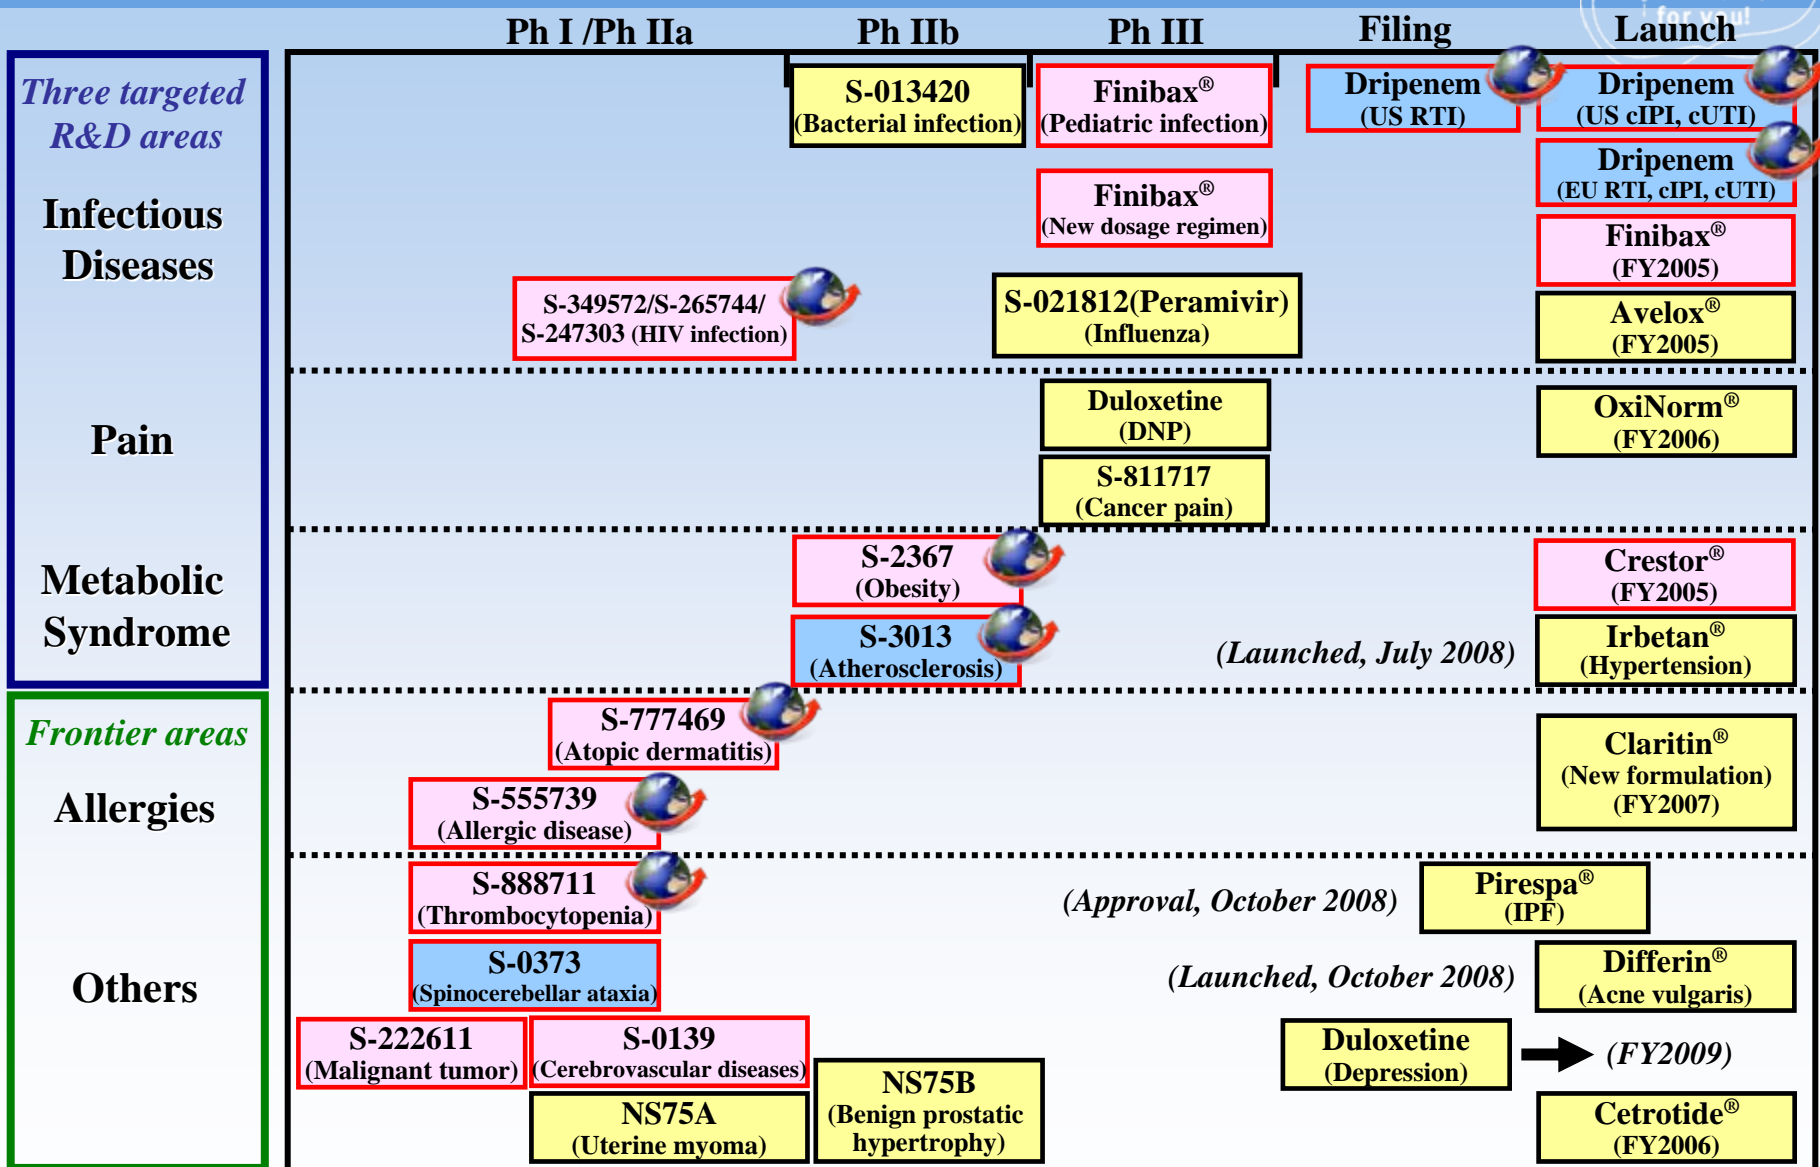 for you!
Ph I /Ph IIa
Ph IIb
Ph III
Filing
Launch
Three targeted
R&D areas
Infectious
Diseases
S-013420
(Bacterial infection)
Finibax®
(Pediatric infection)
Dripenem
(US RTI)
Dripenem
(US cIPI, cUTI)
Dripenem
(EU RTI, cIPI, cUTI)
Finibax®
(New dosage regimen)
Finibax®
(FY2005)
S-349572/S-265744/
S-247303 (HIV infection)
S-021812(Peramivir)
(Influenza)
Avelox®
(FY2005)
Pain
Duloxetine
(DNP)
OxiNorm®
(FY2006)
S-811717
(Cancer pain)
Metabolic
Syndrome
S-2367
(Obesity)
Crestor®
(FY2005)
S-3013
(Atherosclerosis)
(Launched, July 2008)
Irbetan®
(Hypertension)
Frontier areas
Allergies
S-777469
(Atopic dermatitis)
Claritin®
(New formulation)
(FY2007)
S-555739
(Allergic disease)
Others
S-888711
(Thrombocytopenia)
(Approval, October 2008)
Pirespa®
(IPF)
S-0373
(Spinocerebellar ataxia)
(Launched, October 2008)
Differin®
(Acne vulgaris)
S-222611
(Malignant tumor)
S-0139
(Cerebrovascular diseases)
Duloxetine
(Depression)
(FY2009)
NS75A
(Uterine myoma)
NS75B
(Benign prostatic
hypertrophy)
Cetrotide®
(FY2006)